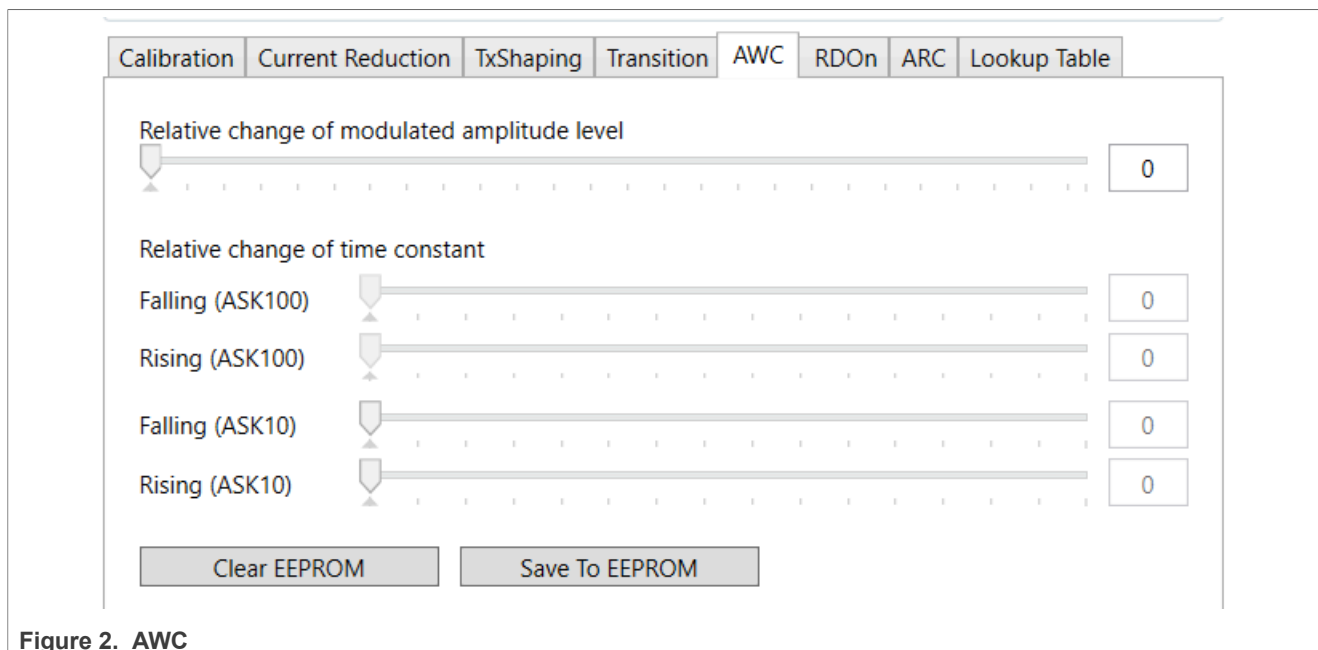 Calibration Current Reduction TxShaping Transition AWC RDOn ARC Lookup Table
Relative change of modulated amplitude level
0
Relative change of time constant
Falling (ASK100) 0
Rising (ASK100) 0
Falling (ASK10) 0
Rising (ASK10) 0
Clear EEPROM Save To EEPROM
Figure 2. AWC